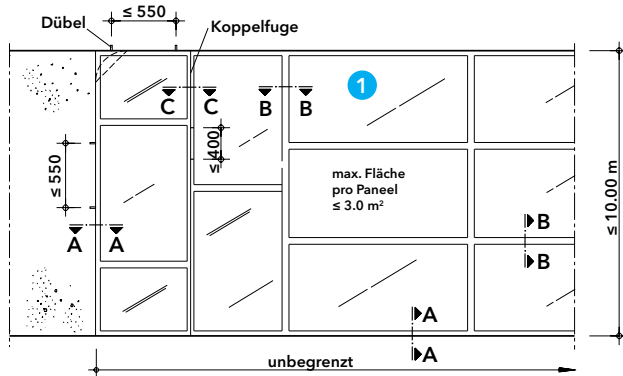 ≤ 550
Dübel
Koppelfuge
1
C C B B
≤ 400
≤ 550
max. Fläche
pro Paneel
≤ 3.0 m²
≤ 10.00 m
B
A A
B
A
A
unbegrenzt